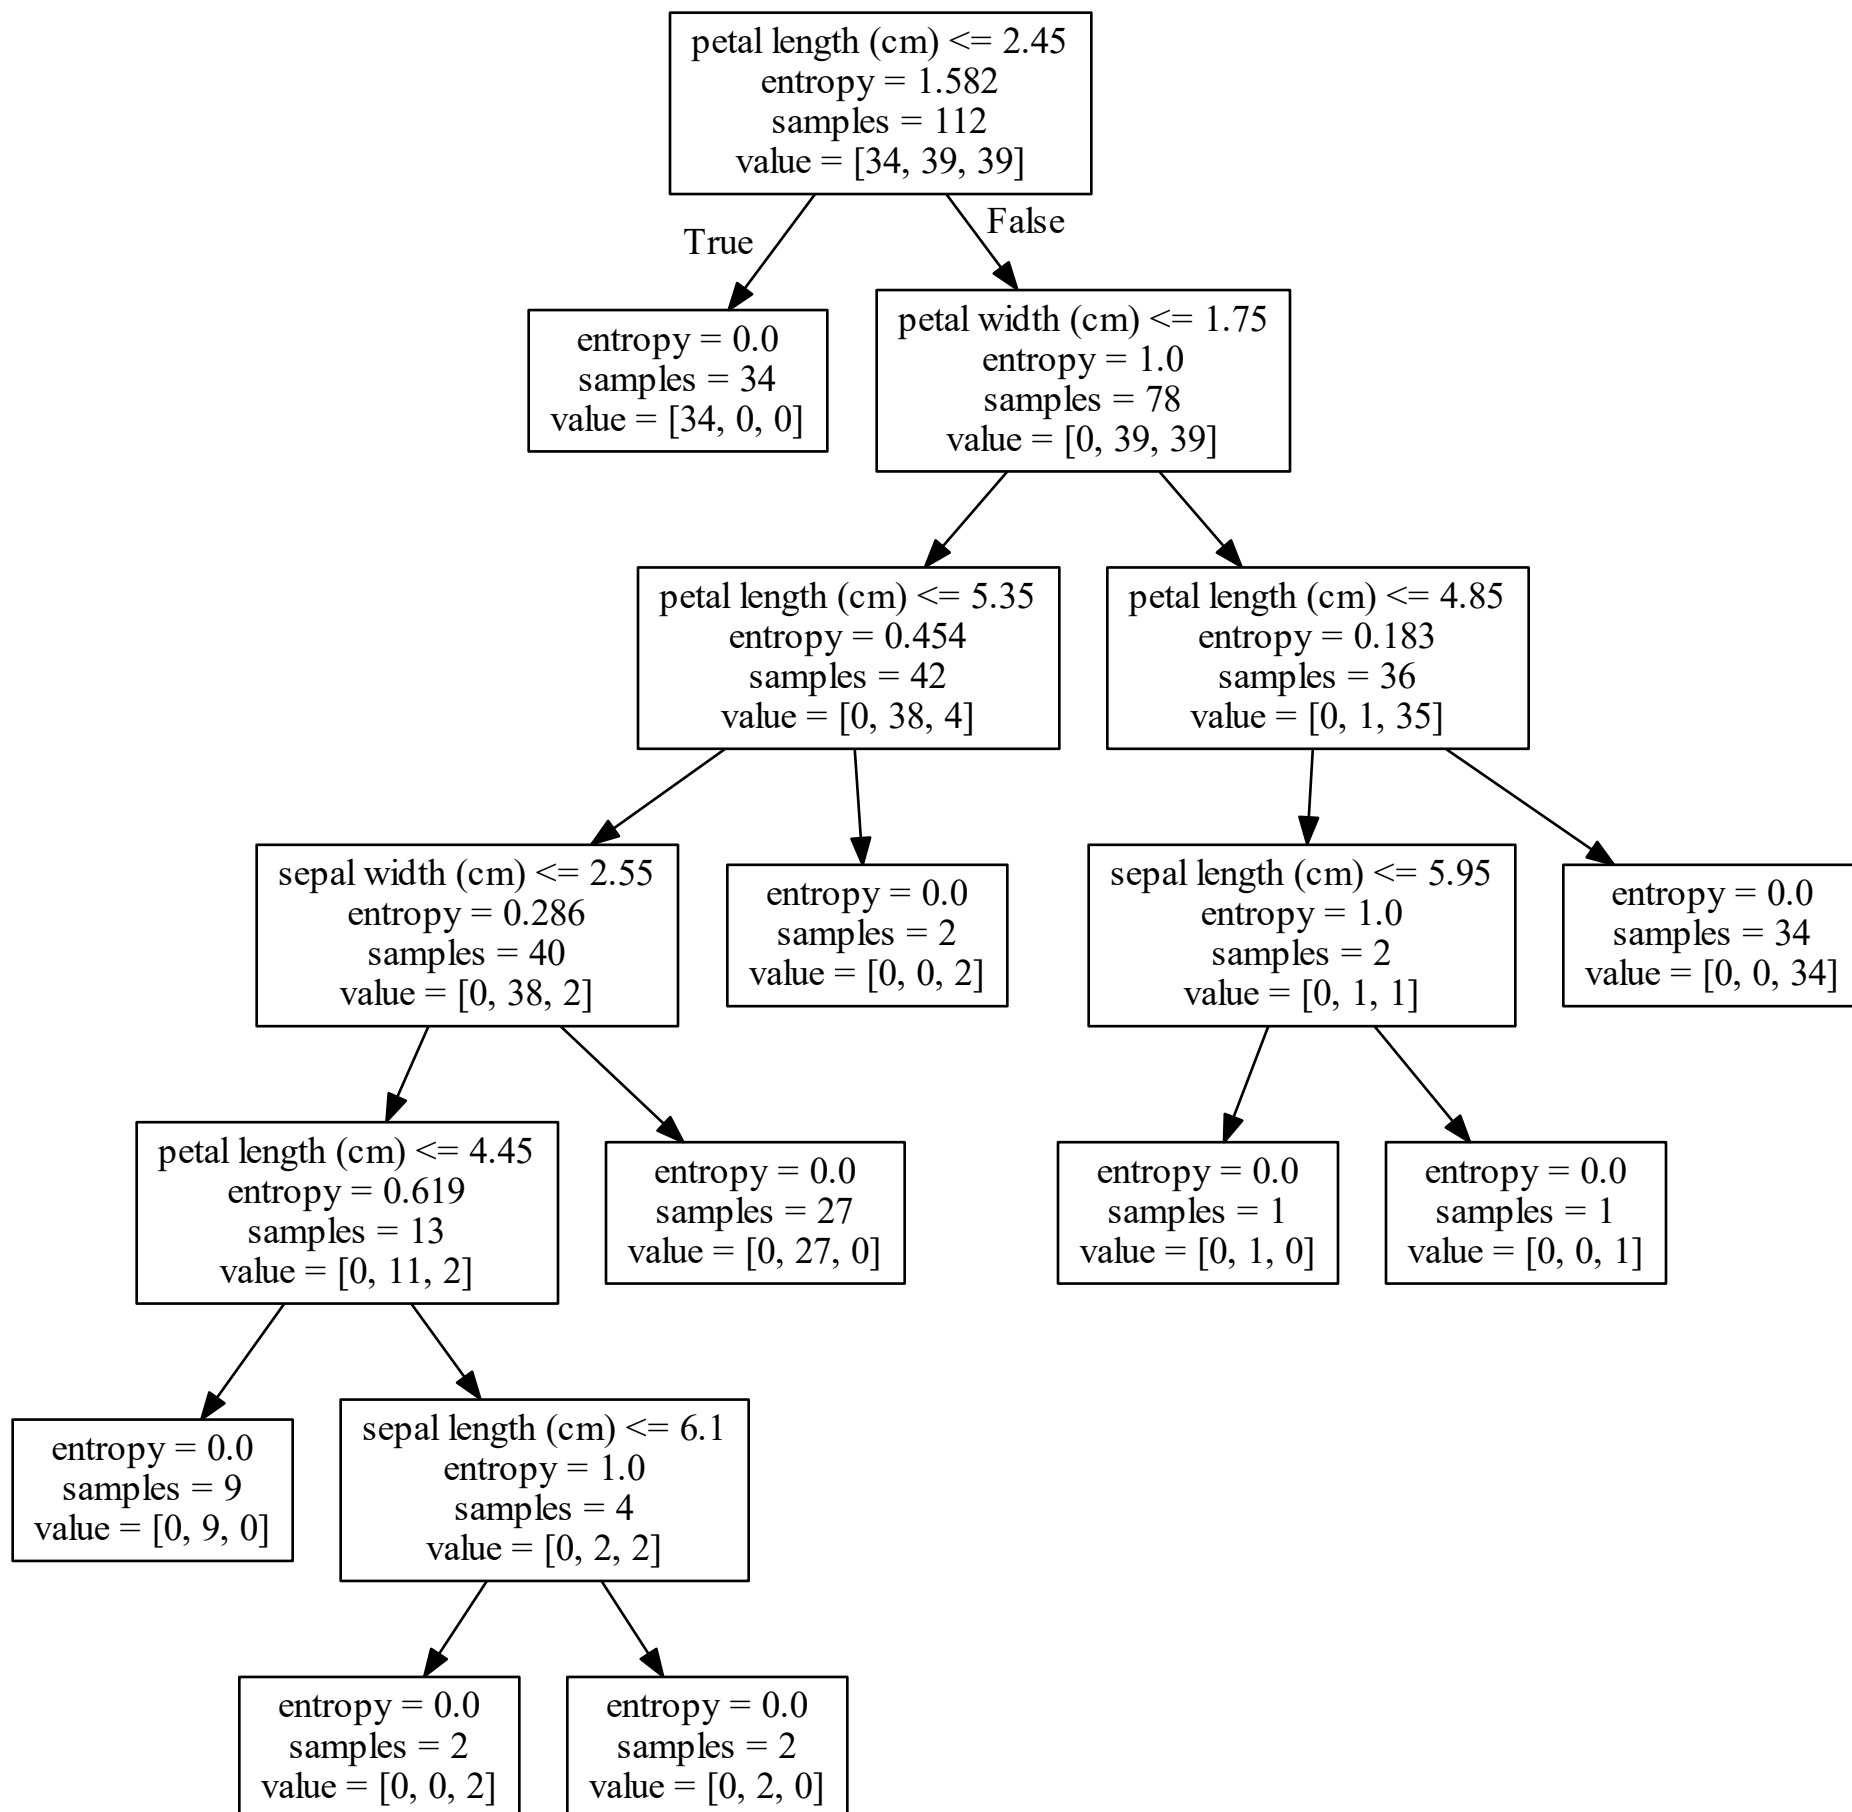 petal length (cm) <= 2.45
entropy = 1.582
samples = 112
value = [34, 39, 39]
True
False
entropy = 0.0
samples = 34
value = [34, 0, 0]
petal width (cm) <= 1.75
entropy = 1.0
samples = 78
value = [0, 39, 39]
petal length (cm) <= 5.35
entropy = 0.454
samples = 42
value = [0, 38, 4]
petal length (cm) <= 4.85
entropy = 0.183
samples = 36
value = [0, 1, 35]
sepal width (cm) <= 2.55
entropy = 0.286
samples = 40
value = [0, 38, 2]
entropy = 0.0
samples = 2
value = [0, 0, 2]
sepal length (cm) <= 5.95
entropy = 1.0
samples = 2
value = [0, 1, 1]
entropy = 0.0
samples = 34
value = [0, 0, 34]
petal length (cm) <= 4.45
entropy = 0.619
samples = 13
value = [0, 11, 2]
entropy = 0.0
samples = 27
value = [0, 27, 0]
entropy = 0.0
samples = 1
value = [0, 1, 0]
entropy = 0.0
samples = 1
value = [0, 0, 1]
entropy = 0.0
samples = 9
value = [0, 9, 0]
sepal length (cm) <= 6.1
entropy = 1.0
samples = 4
value = [0, 2, 2]
entropy = 0.0
samples = 2
value = [0, 0, 2]
entropy = 0.0
samples = 2
value = [0, 2, 0]